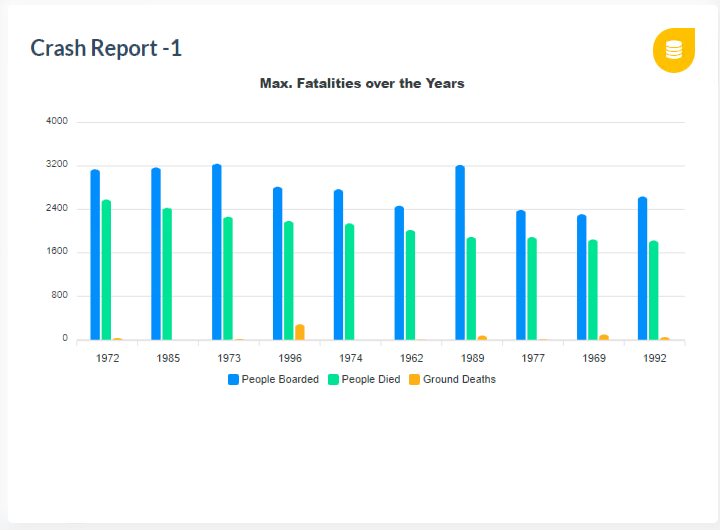 Crash Report -1
Max. Fatalities over the Years
4000
3200
2400
1600
800
0
1972 1985 1973 1996 1974 1962 1989 1977 1969 1992
People Boarded People Died Ground Deaths